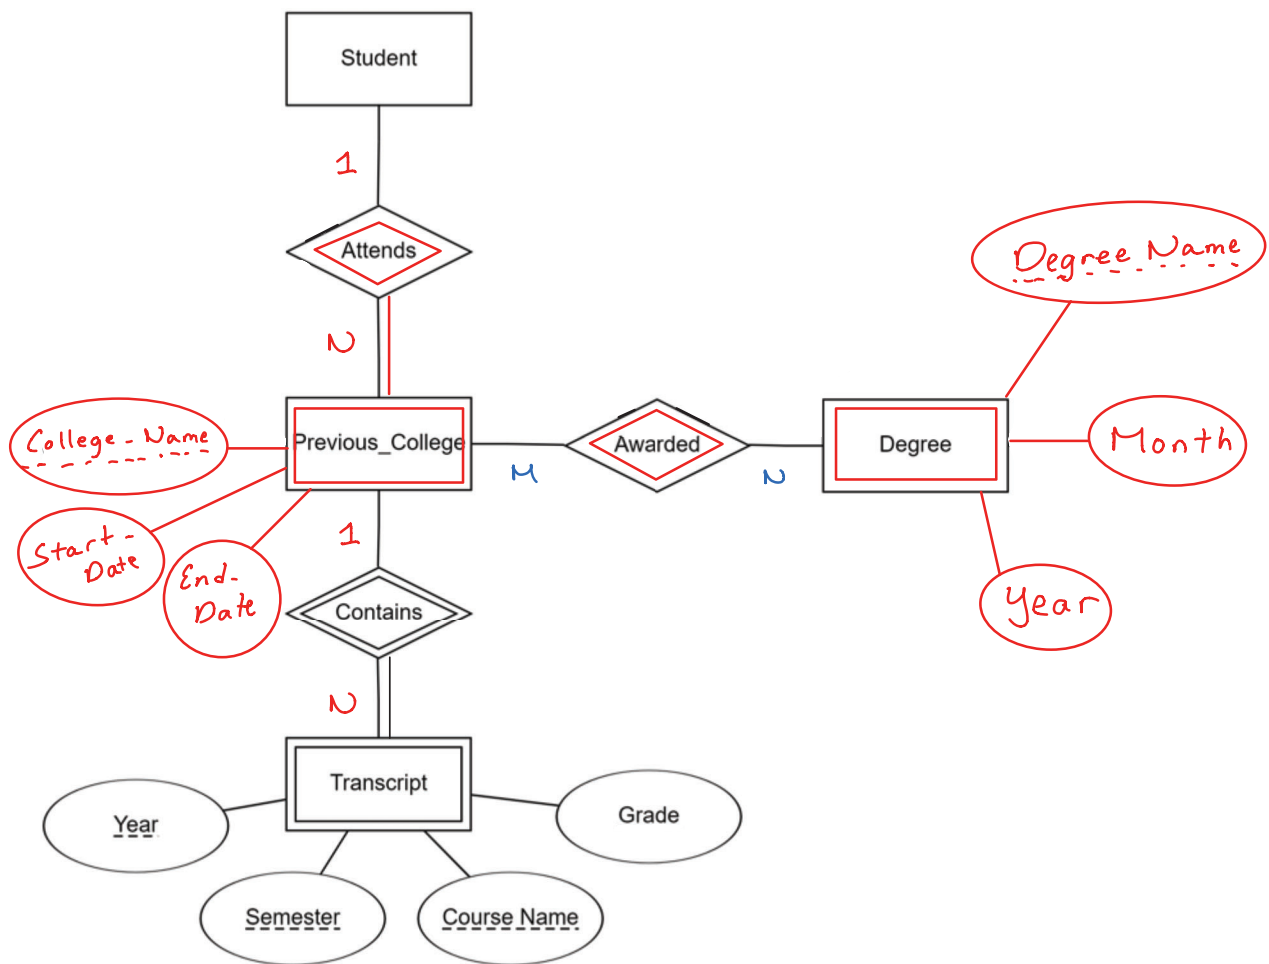 Student
1
Attends
N
Degree Name
College-Name
Previous_College
M
Awarded
N
Degree
Month
Start-
Date
End-
Date
1
Contains
Year
N
Transcript
Year
Grade
Semester
Course Name